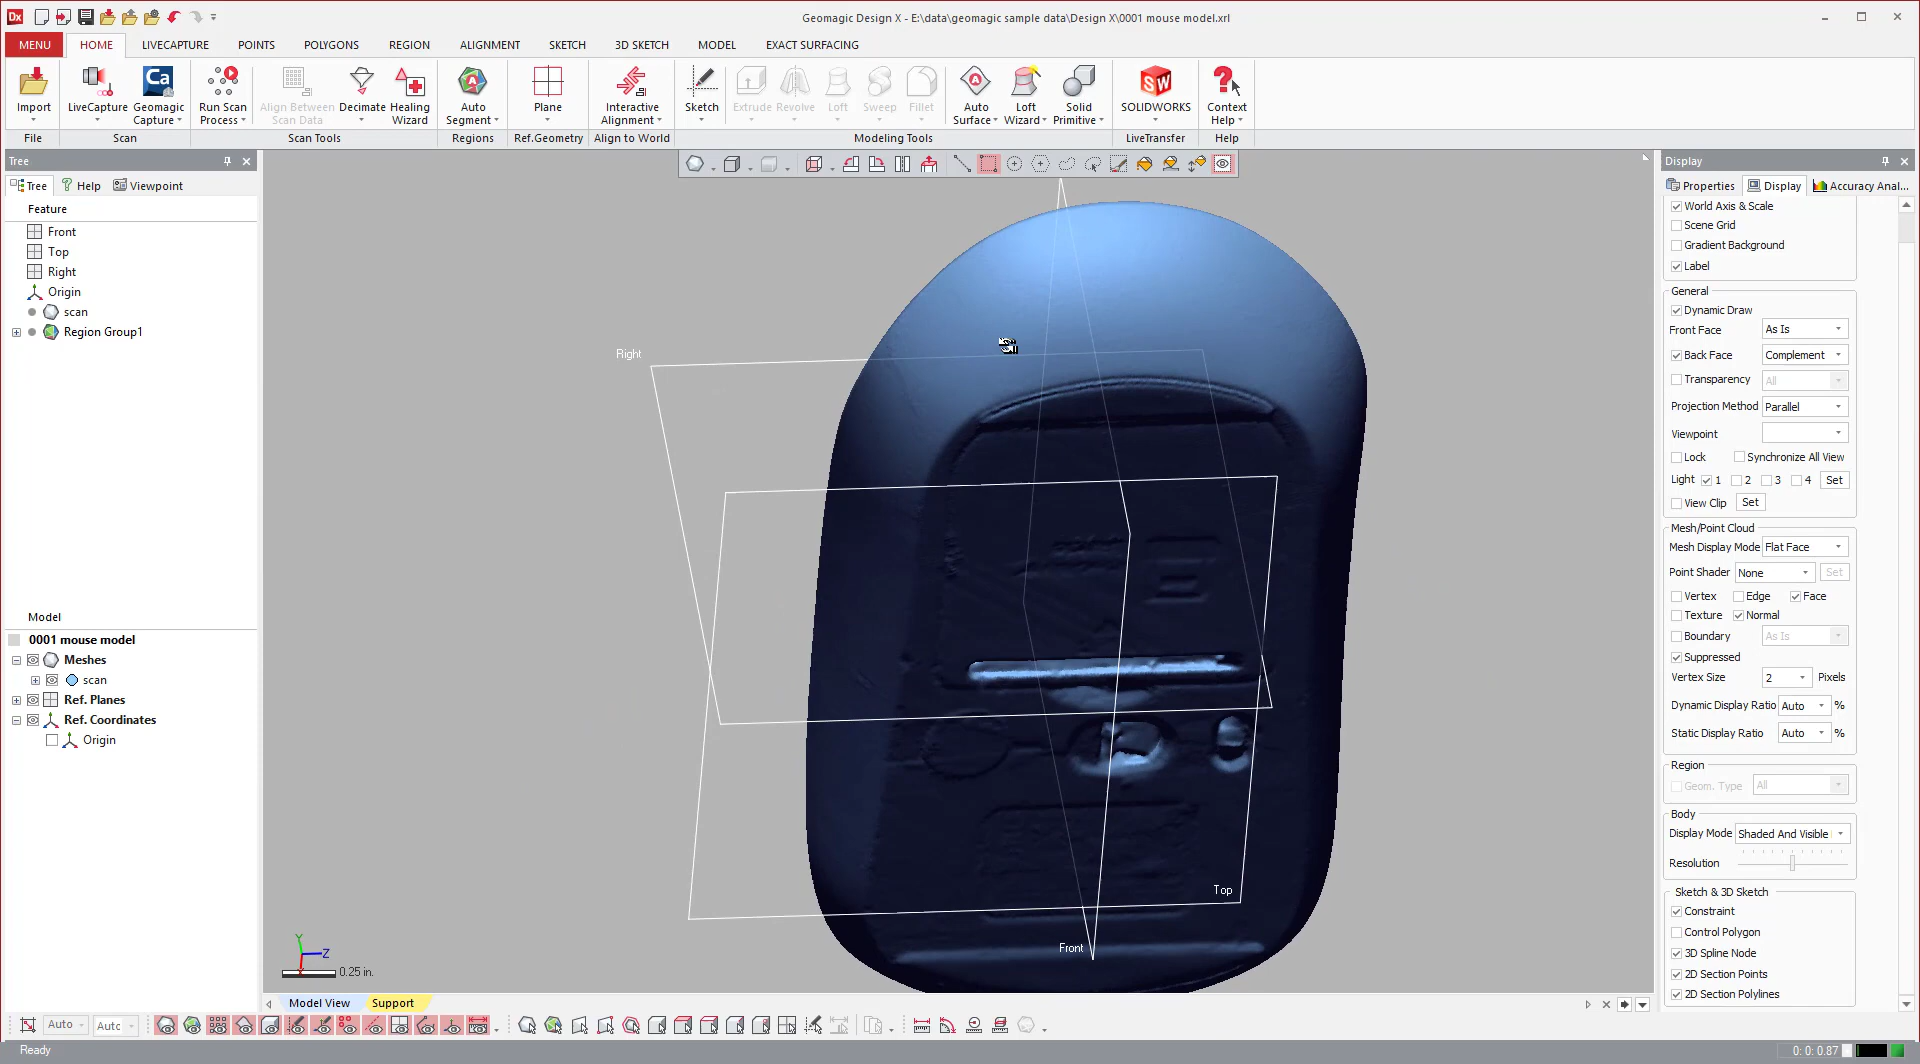 Dx
Geomagic Design X - E:\data\geomagic sample data\Design X\0001 mouse model.xrl
MENU HOME LIVECAPTURE POINTS POLYGONS REGION ALIGNMENT SKETCH 3D SKETCH MODEL EXACT SURFACING
Import
LiveCapture
Ca
Geomagic Capture
Run Scan Process
Align Between Scan Data
Decimate
Healing Wizard
Auto Segment
Plane
Interactive Alignment
Sketch
Extrude
Revolve
Loft
Sweep
Fillet
Auto Surface
Loft Wizard
Solid Primitive
SW
SOLIDWORKS
Context Help
File Scan Scan Tools Regions Ref.Geometry Align to World Modeling Tools LiveTransfer Help
Tree
Tree Help Viewpoint
Feature
Front
Top
Right
Origin
scan
Region Group1
Model
0001 mouse model
Meshes
scan
Ref. Planes
Ref. Coordinates
Origin
Right
Top
Front
Y
Z
X
0.25 in.
Model View Support
Display
Properties Display Accuracy Anal...
World Axis & Scale
Scene Grid
Gradient Background
Label
General
Dynamic Draw
Front Face As Is
Back Face Complement
Transparency All
Projection Method Parallel
Viewpoint
Lock Synchronize All View
Light 1 2 3 4 Set
View Clip Set
Mesh/Point Cloud
Mesh Display Mode Flat Face
Point Shader None Set
Vertex Edge Face
Texture Normal
Boundary As Is
Suppressed
Vertex Size 2 Pixels
Dynamic Display Ratio Auto %
Static Display Ratio Auto %
Region
Geom. Type All
Body
Display Mode Shaded And Visible
Resolution
Sketch & 3D Sketch
Constraint
Control Polygon
3D Spline Node
2D Section Points
2D Section Polylines
Auto Auto
Ready
0: 0: 0.87